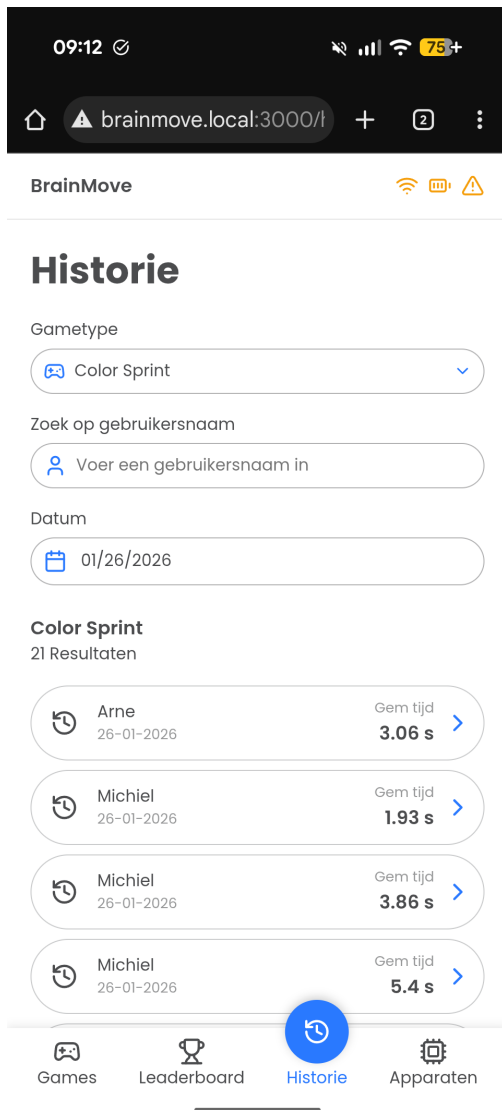 09:12
75+
brainmove.local:3000/h
2
BrainMove
Historie
Gametype
Color Sprint
Zoek op gebruikersnaam
Voer een gebruikersnaam in
Datum
01/26/2026
Color Sprint
21 Resultaten
Arne
26-01-2026
Gem tijd
3.06 s
Michiel
26-01-2026
Gem tijd
1.93 s
Michiel
26-01-2026
Gem tijd
3.86 s
Michiel
26-01-2026
Gem tijd
5.4 s
Games
Leaderboard
Historie
Apparaten